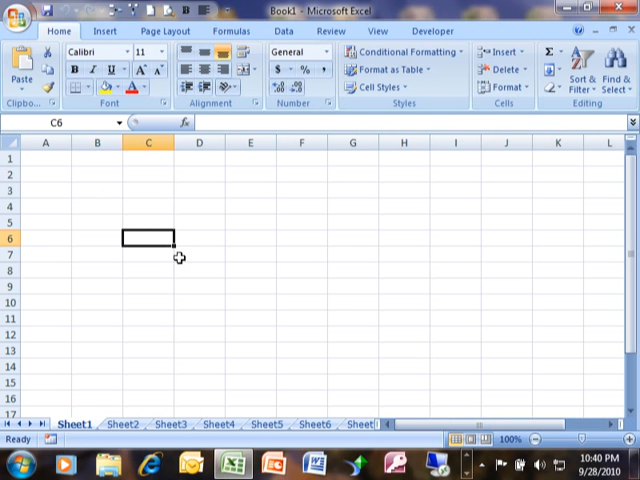 Book1 - Microsoft Excel
Home Insert Page Layout Formulas Data Review View Developer
Paste
Clipbo...
Calibri 11
B I U A A
A
Font
Alignment
General
$ % ,
Number
Conditional Formatting
Format as Table
Cell Styles
Styles
Insert
Delete
Format
Cells
Σ
Sort & Filter
Find & Select
Editing
C6 fx
A B C D E F G H I J K L
1
2
3
4
5
6
7
8
9
10
11
12
13
14
15
16
17
Sheet1 Sheet2 Sheet3 Sheet4 Sheet5 Sheet6 Sheet
Ready 100%
10:40 PM
9/28/2010